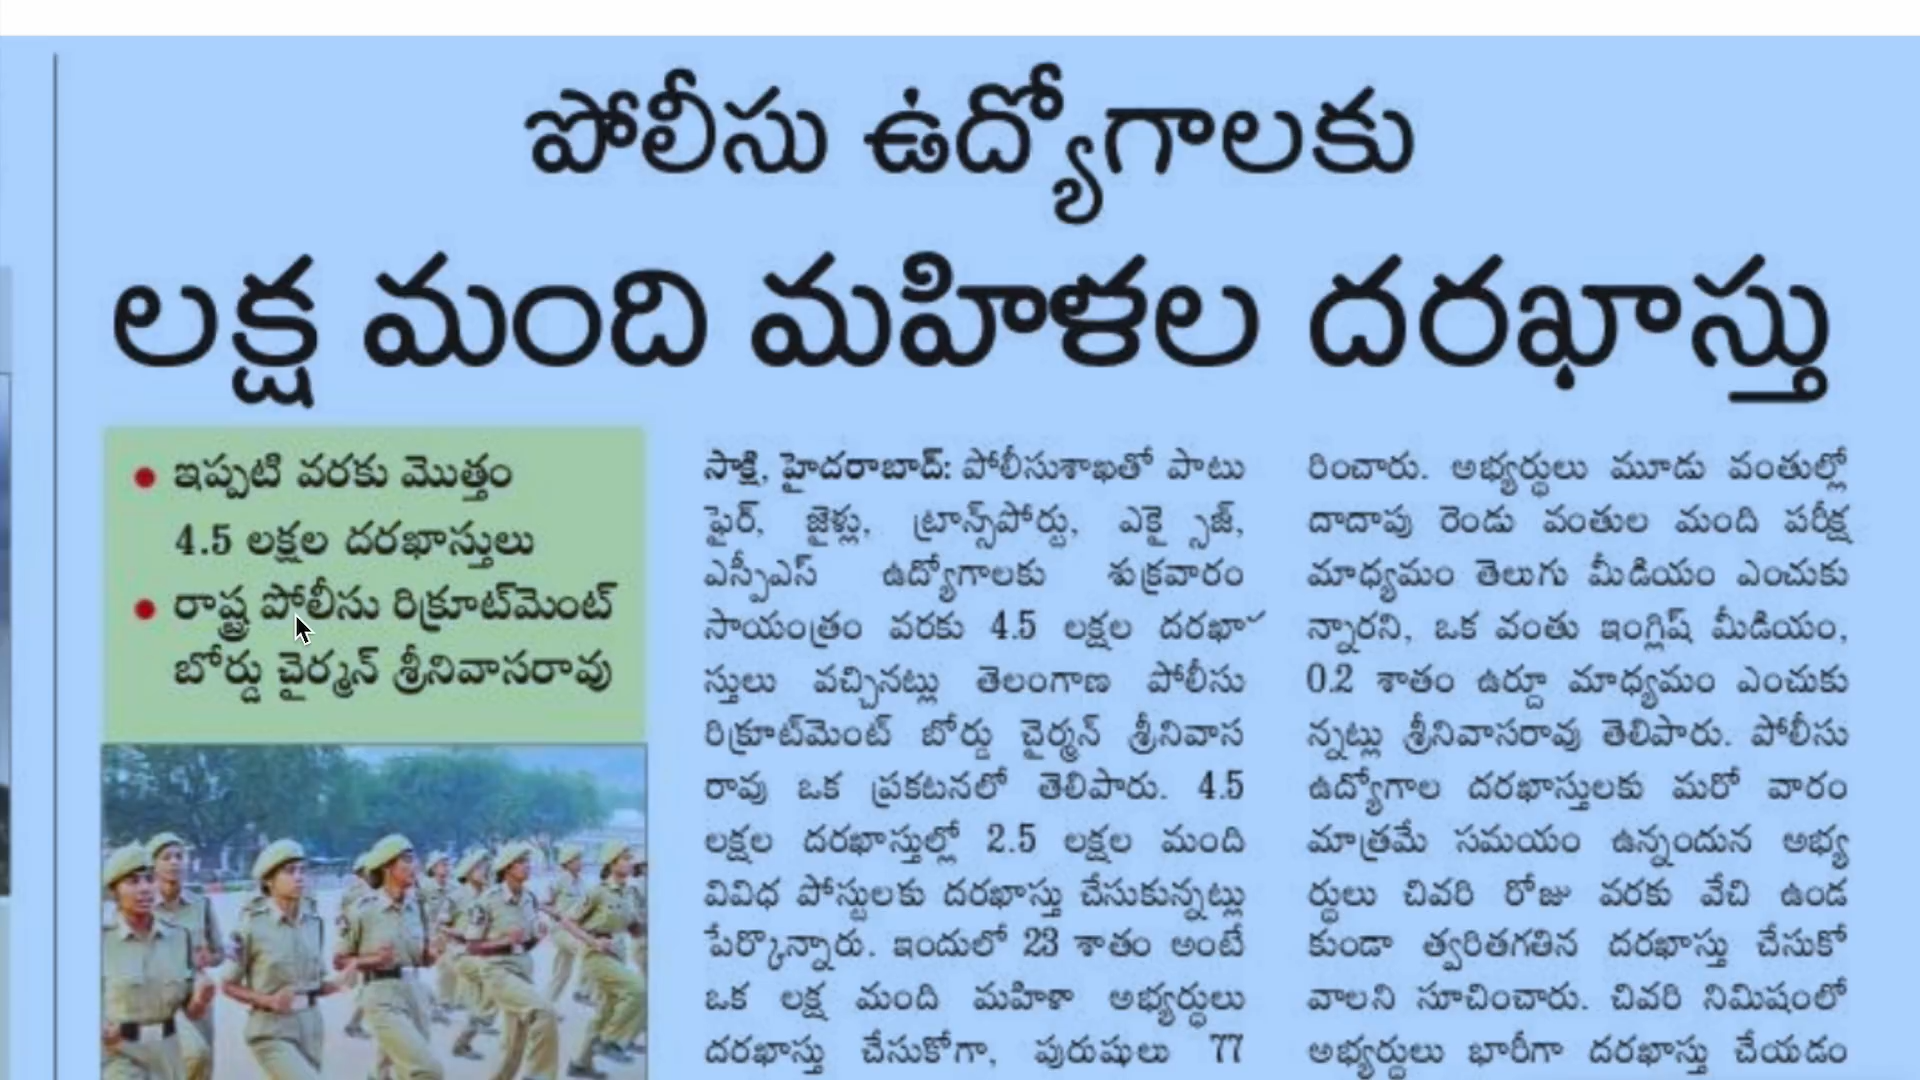 పోలీసు ఉద్యోగాలకు
లక్ష మంది మహిళల దరఖాస్తు
ఇప్పటి వరకు మొత్తం
4.5 లక్షల దరఖాస్తులు
రాష్ట్ర పోలీసు రిక్రూట్‌మెంట్
బోర్డు చైర్మన్ శ్రీనివాసరావు
సాక్షి, హైదరాబాద్: పోలీసుశాఖతో పాటు
ఫైర్, జైళ్లు, ట్రాన్స్‌పోర్టు, ఎక్సైజ్,
ఎస్పీఎస్ ఉద్యోగాలకు శుక్రవారం
సాయంత్రం వరకు 4.5 లక్షల దరఖా
స్తులు వచ్చినట్లు తెలంగాణ పోలీసు
రిక్రూట్‌మెంట్ బోర్డు చైర్మన్ శ్రీనివాస
రావు ఒక ప్రకటనలో తెలిపారు. 4.5
లక్షల దరఖాస్తుల్లో 2.5 లక్షల మంది
వివిధ పోస్టులకు దరఖాస్తు చేసుకున్నట్లు
పేర్కొన్నారు. ఇందులో 23 శాతం అంటే
ఒక లక్ష మంది మహిళా అభ్యర్థులు
దరఖాస్తు చేసుకోగా, పురుషులు 77
రించారు. అభ్యర్థులు మూడు వంతుల్లో
దాదాపు రెండు వంతుల మంది పరీక్ష
మాధ్యమం తెలుగు మీడియం ఎంచుకు
న్నారని, ఒక వంతు ఇంగ్లిష్ మీడియం,
0.2 శాతం ఉర్దూ మాధ్యమం ఎంచుకు
న్నట్లు శ్రీనివాసరావు తెలిపారు. పోలీసు
ఉద్యోగాల దరఖాస్తులకు మరో వారం
మాత్రమే సమయం ఉన్నందున అభ్య
ర్థులు చివరి రోజు వరకు వేచి ఉండ
కుండా త్వరితగతిన దరఖాస్తు చేసుకో
వాలని సూచించారు. చివరి నిమిషంలో
అభ్యర్థులు భారీగా దరఖాస్తు చేయడం